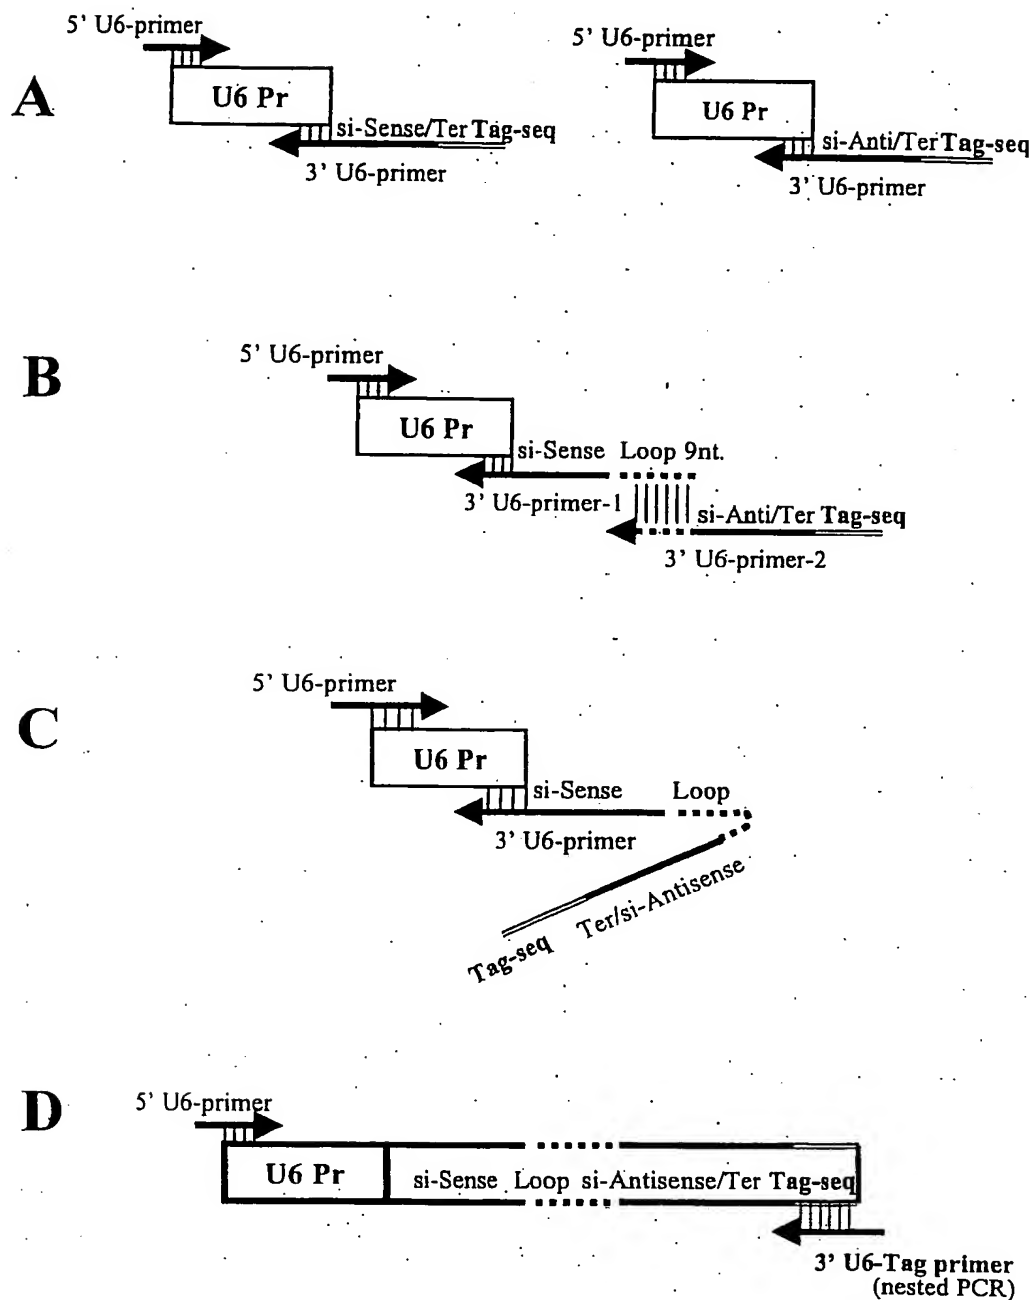 A
5' U6-primer
U6 Pr
si-Sense/Ter Tag-seq
3' U6-primer
5' U6-primer
U6 Pr
si-Anti/Ter Tag-seq
3' U6-primer
B
5' U6-primer
U6 Pr
si-Sense Loop 9nt.
3' U6-primer-1
si-Anti/Ter Tag-seq
3' U6-primer-2
C
5' U6-primer
U6 Pr
si-Sense Loop
3' U6-primer
Tag-seq Ter/si-Antisense
D
5' U6-primer
U6 Pr
si-Sense Loop si-Antisense/Ter Tag-seq
3' U6-Tag primer
(nested PCR)